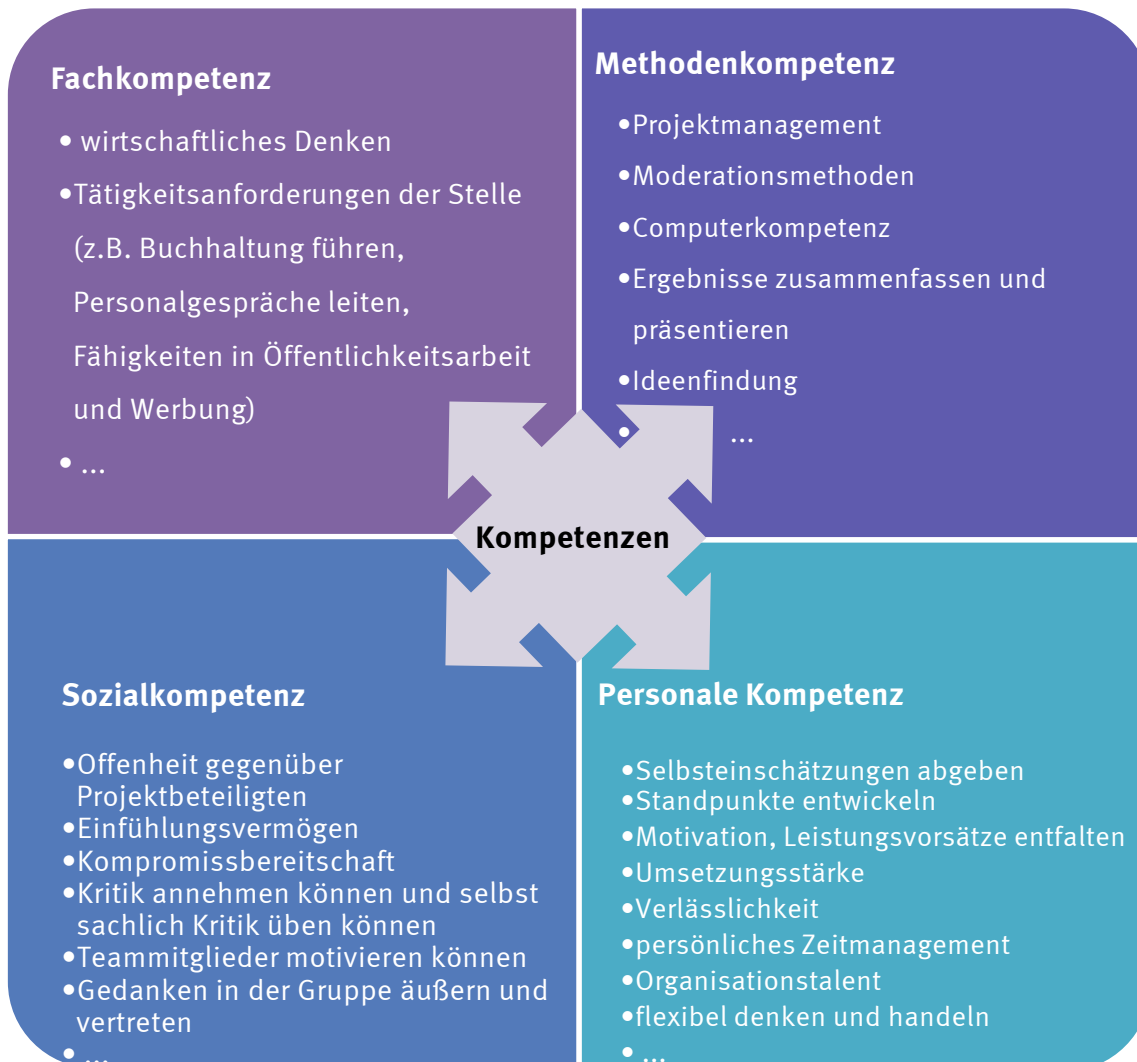 Fachkompetenz
• wirtschaftliches Denken
•Tätigkeitsanforderungen der Stelle
(z.B. Buchhaltung führen,
Personalgespräche leiten,
Fähigkeiten in Öffentlichkeitsarbeit
und Werbung)
• ...
Methodenkompetenz
•Projektmanagement
•Moderationsmethoden
•Computerkompetenz
•Ergebnisse zusammenfassen und
präsentieren
•Ideenfindung
• ...
Kompetenzen
Sozialkompetenz
•Offenheit gegenüber
Projektbeteiligten
•Einfühlungsvermögen
•Kompromissbereitschaft
•Kritik annehmen können und selbst
sachlich Kritik üben können
•Teammitglieder motivieren können
•Gedanken in der Gruppe äußern und
vertreten
• ...
Personale Kompetenz
•Selbsteinschätzungen abgeben
•Standpunkte entwickeln
•Motivation, Leistungsvorsätze entfalten
•Umsetzungsstärke
•Verlässlichkeit
•persönliches Zeitmanagement
•Organisationstalent
•flexibel denken und handeln
• ...